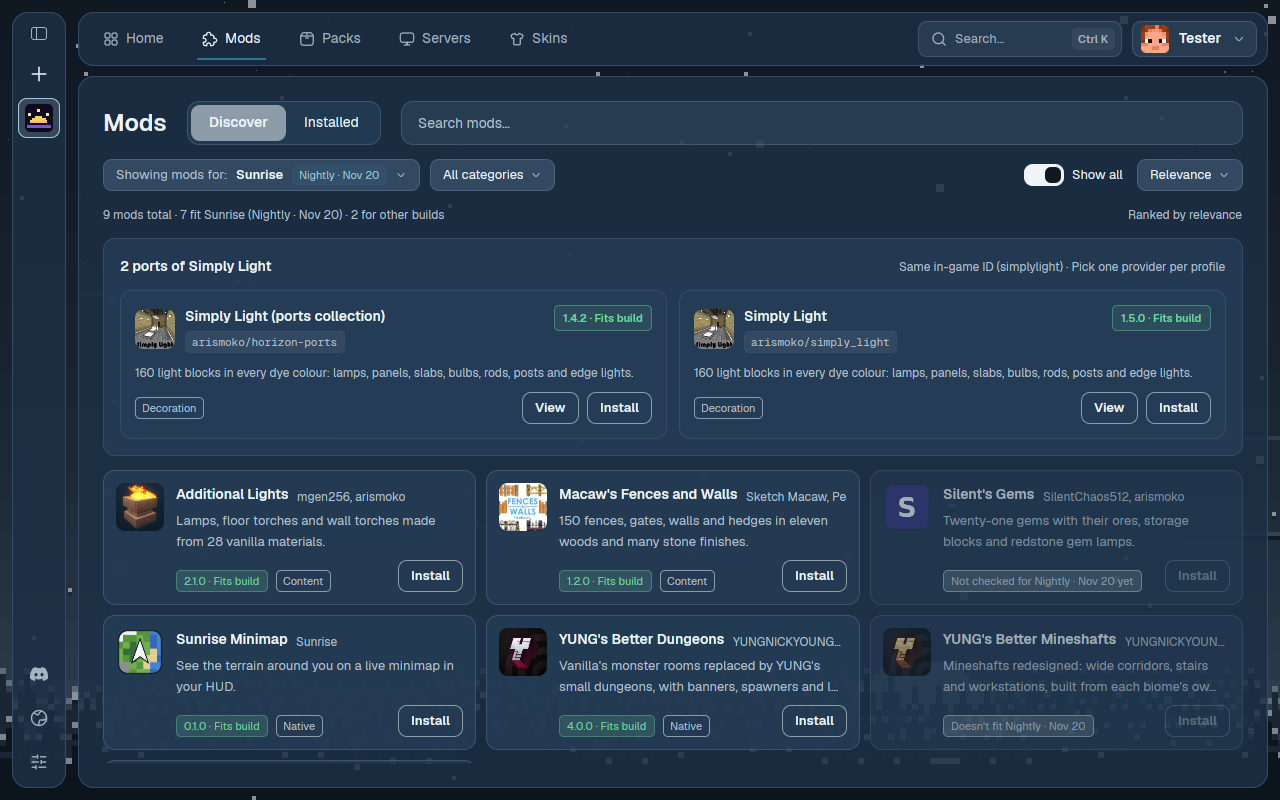 Home
Mods
Packs
Servers
Skins
Search...
Ctrl K
Tester
Mods
Discover
Installed
Search mods...
Showing mods for: Sunrise Nightly · Nov 20
All categories
Show all
Relevance
9 mods total · 7 fit Sunrise (Nightly · Nov 20) · 2 for other builds
Ranked by relevance
2 ports of Simply Light
Same in-game ID (simplylight) · Pick one provider per profile
Simply Light
Simply Light (ports collection)
1.4.2 · Fits build
arismoko/horizon-ports
160 light blocks in every dye colour: lamps, panels, slabs, bulbs, rods, posts and edge lights.
Decoration
View
Install
Simply Light
Simply Light
1.5.0 · Fits build
arismoko/simply_light
160 light blocks in every dye colour: lamps, panels, slabs, bulbs, rods, posts and edge lights.
Decoration
View
Install
Additional Lights mgen256, arismoko
Lamps, floor torches and wall torches made
from 28 vanilla materials.
2.1.0 · Fits build
Content
Install
FENCES
WALLS
Macaw's Fences and Walls Sketch Macaw, Pe
150 fences, gates, walls and hedges in eleven
woods and many stone finishes.
1.2.0 · Fits build
Content
Install
S
Silent's Gems SilentChaos512, arismoko
Twenty-one gems with their ores, storage
blocks and redstone gem lamps.
Not checked for Nightly · Nov 20 yet
Install
Sunrise Minimap Sunrise
See the terrain around you on a live minimap in
your HUD.
0.1.0 · Fits build
Native
Install
YUNG's Better Dungeons YUNGNICKYOUNG...
Vanilla's monster rooms replaced by YUNG's
small dungeons, with banners, spawners and l...
4.0.0 · Fits build
Native
Install
YUNG's Better Mineshafts YUNGNICKYOUN...
Mineshafts redesigned: wide corridors, stairs
and workstations, built from each biome's ow...
Doesn't fit Nightly · Nov 20
Install